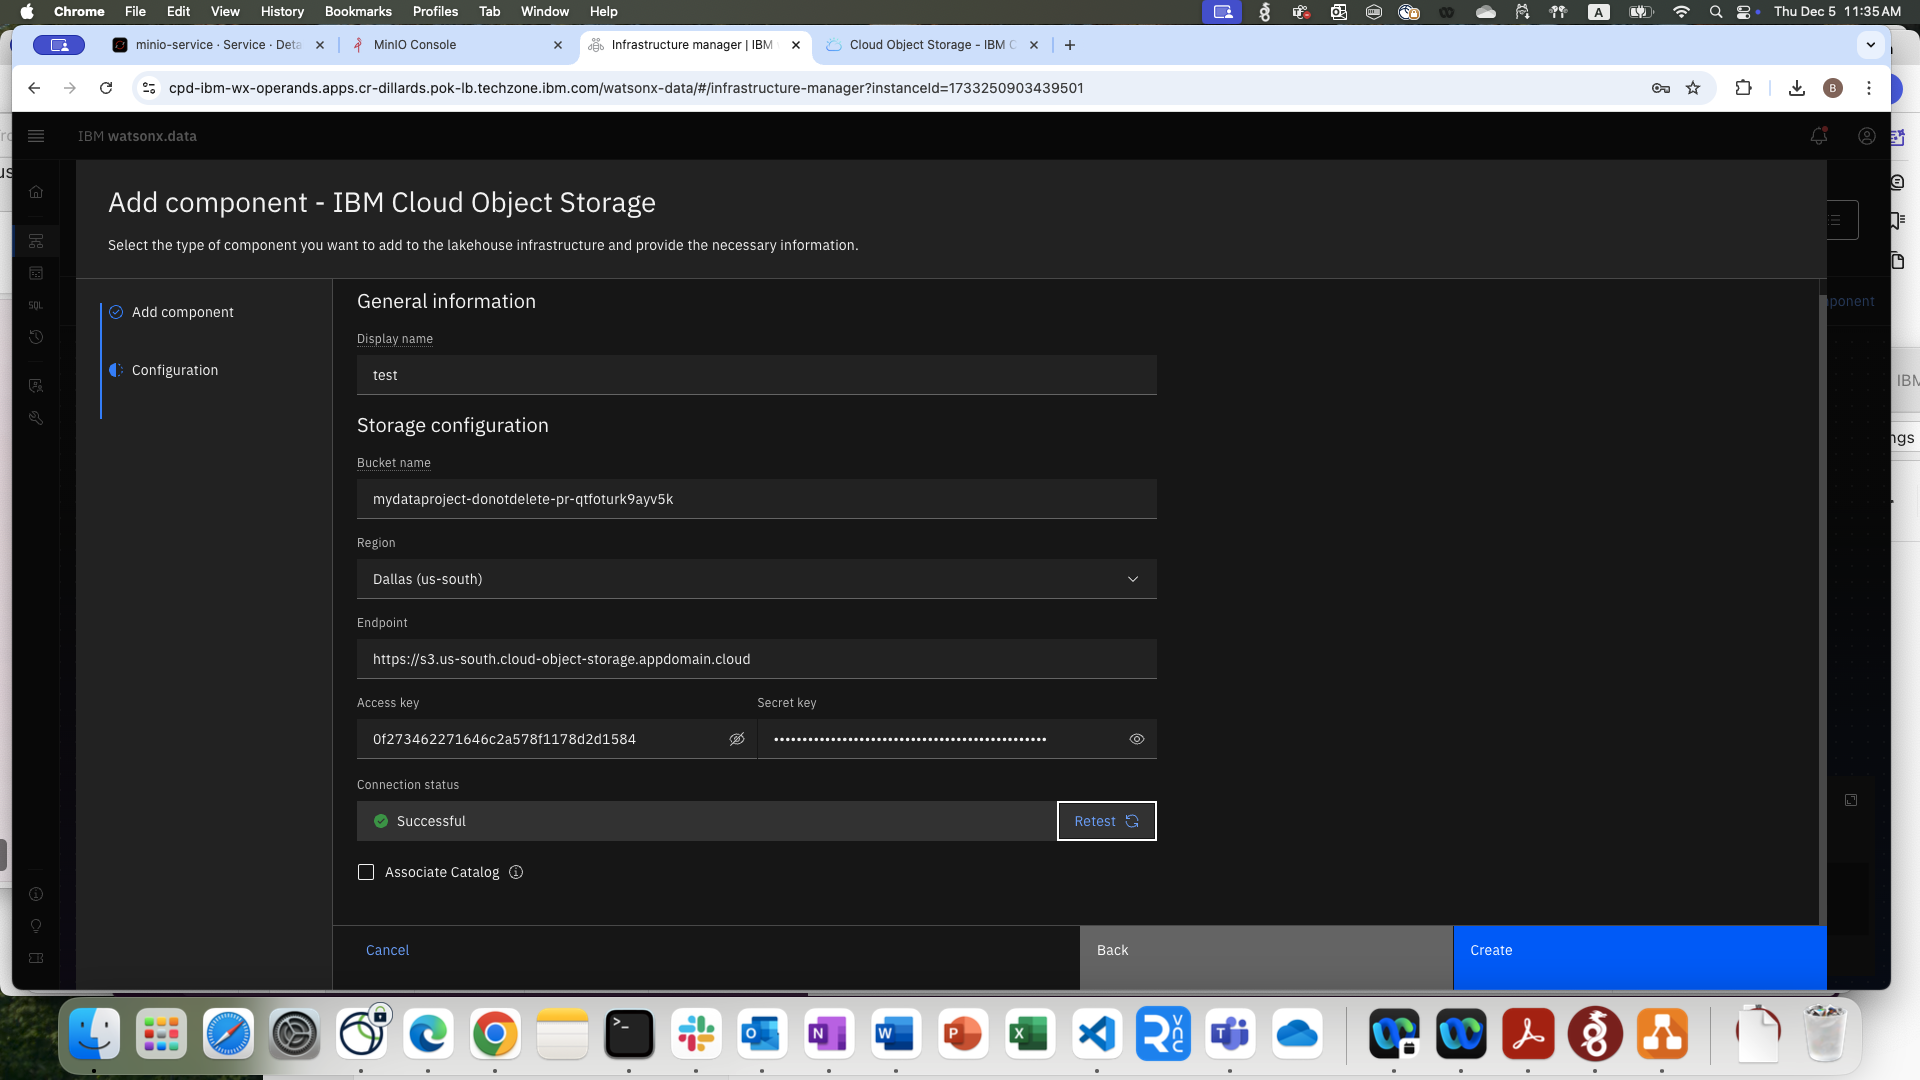 Chrome File Edit View History Bookmarks Profiles Tab Window Help A Thu Dec 5 11:35 AM
minio-service · Service · Deta MinIO Console Infrastructure manager | IBM Cloud Object Storage - IBM C
cpd-ibm-wx-operands.apps.cr-dillards.pok-lb.techzone.ibm.com/watsonx-data/#/infrastructure-manager?instanceId=1733250903439501 B
IBM watsonx.data
Add component - IBM Cloud Object Storage
Select the type of component you want to add to the lakehouse infrastructure and provide the necessary information.
Add component
Configuration
SQL
General information
Display name
test
Storage configuration
Bucket name
mydataproject-donotdelete-pr-qtfoturk9ayv5k
Region
Dallas (us-south)
Endpoint
https://s3.us-south.cloud-object-storage.appdomain.cloud
Access key Secret key
0f273462271646c2a578f1178d2d1584 ••••••••••••••••••••••••••••••••••••••••••••••••
Connection status
Successful Retest
Associate Catalog
Cancel Back Create
ponent
IBM
ngs